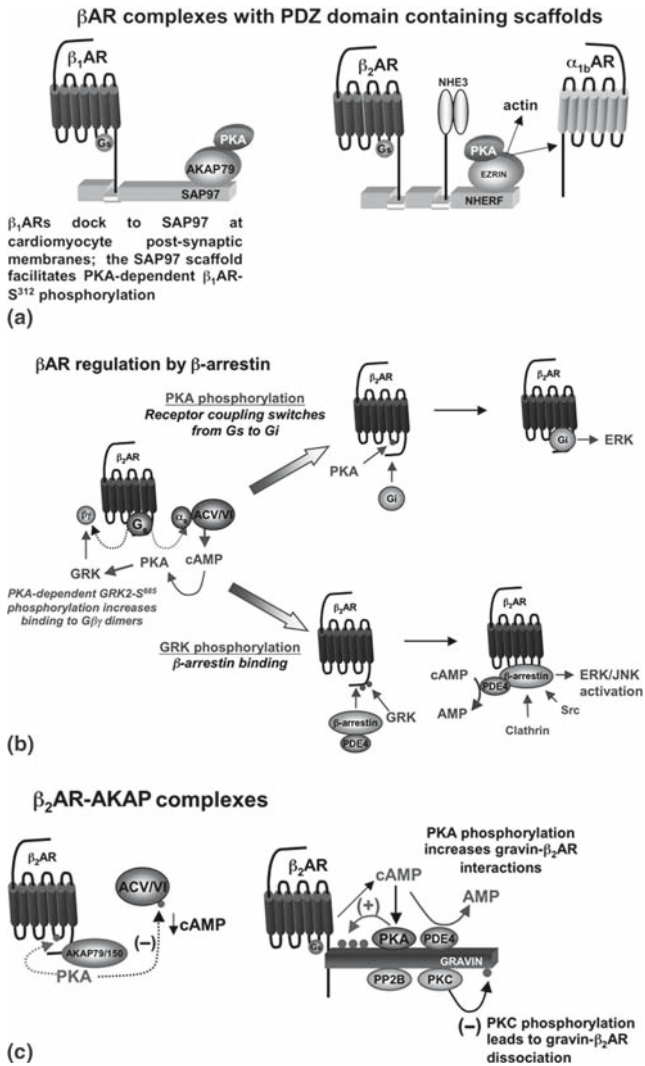 βAR complexes with PDZ domain containing scaffolds
β₁AR
Gs
PKA
AKAP79
SAP97
β₁ARs dock to SAP97 at
cardiomyocyte post-synaptic
membranes; the SAP97 scaffold
facilitates PKA-dependent β₁AR-
S³¹² phosphorylation
β₂AR
Gs
NHE3
PKA
EZRIN
NHERF
actin
α₁bAR
(a)
βAR regulation by β-arrestin
β₂AR
βγ
Gs
αs
ACV/VI
GRK
PKA
cAMP
PKA-dependent GRK2-S⁶⁸⁵
phosphorylation increases
binding to Gβγ dimers
PKA phosphorylation
Receptor coupling switches
from Gs to Gi
β₂AR
PKA
Gi
β₂AR
Gi
ERK
GRK phosphorylation
β-arrestin binding
β₂AR
β-arrestin
PDE4
GRK
β₂AR
cAMP
PDE4
β-arrestin
AMP
ERK/JNK
activation
Src
Clathrin
(b)
β₂AR-AKAP complexes
β₂AR
ACV/VI
cAMP
(–)
AKAP79/150
PKA
PKA phosphorylation
increases gravin-β₂AR
interactions
β₂AR
Gs
cAMP
AMP
(+)
PKA
PDE4
GRAVIN
PP2B
PKC
(–) PKC phosphorylation
leads to gravin-β₂AR
dissociation
(c)